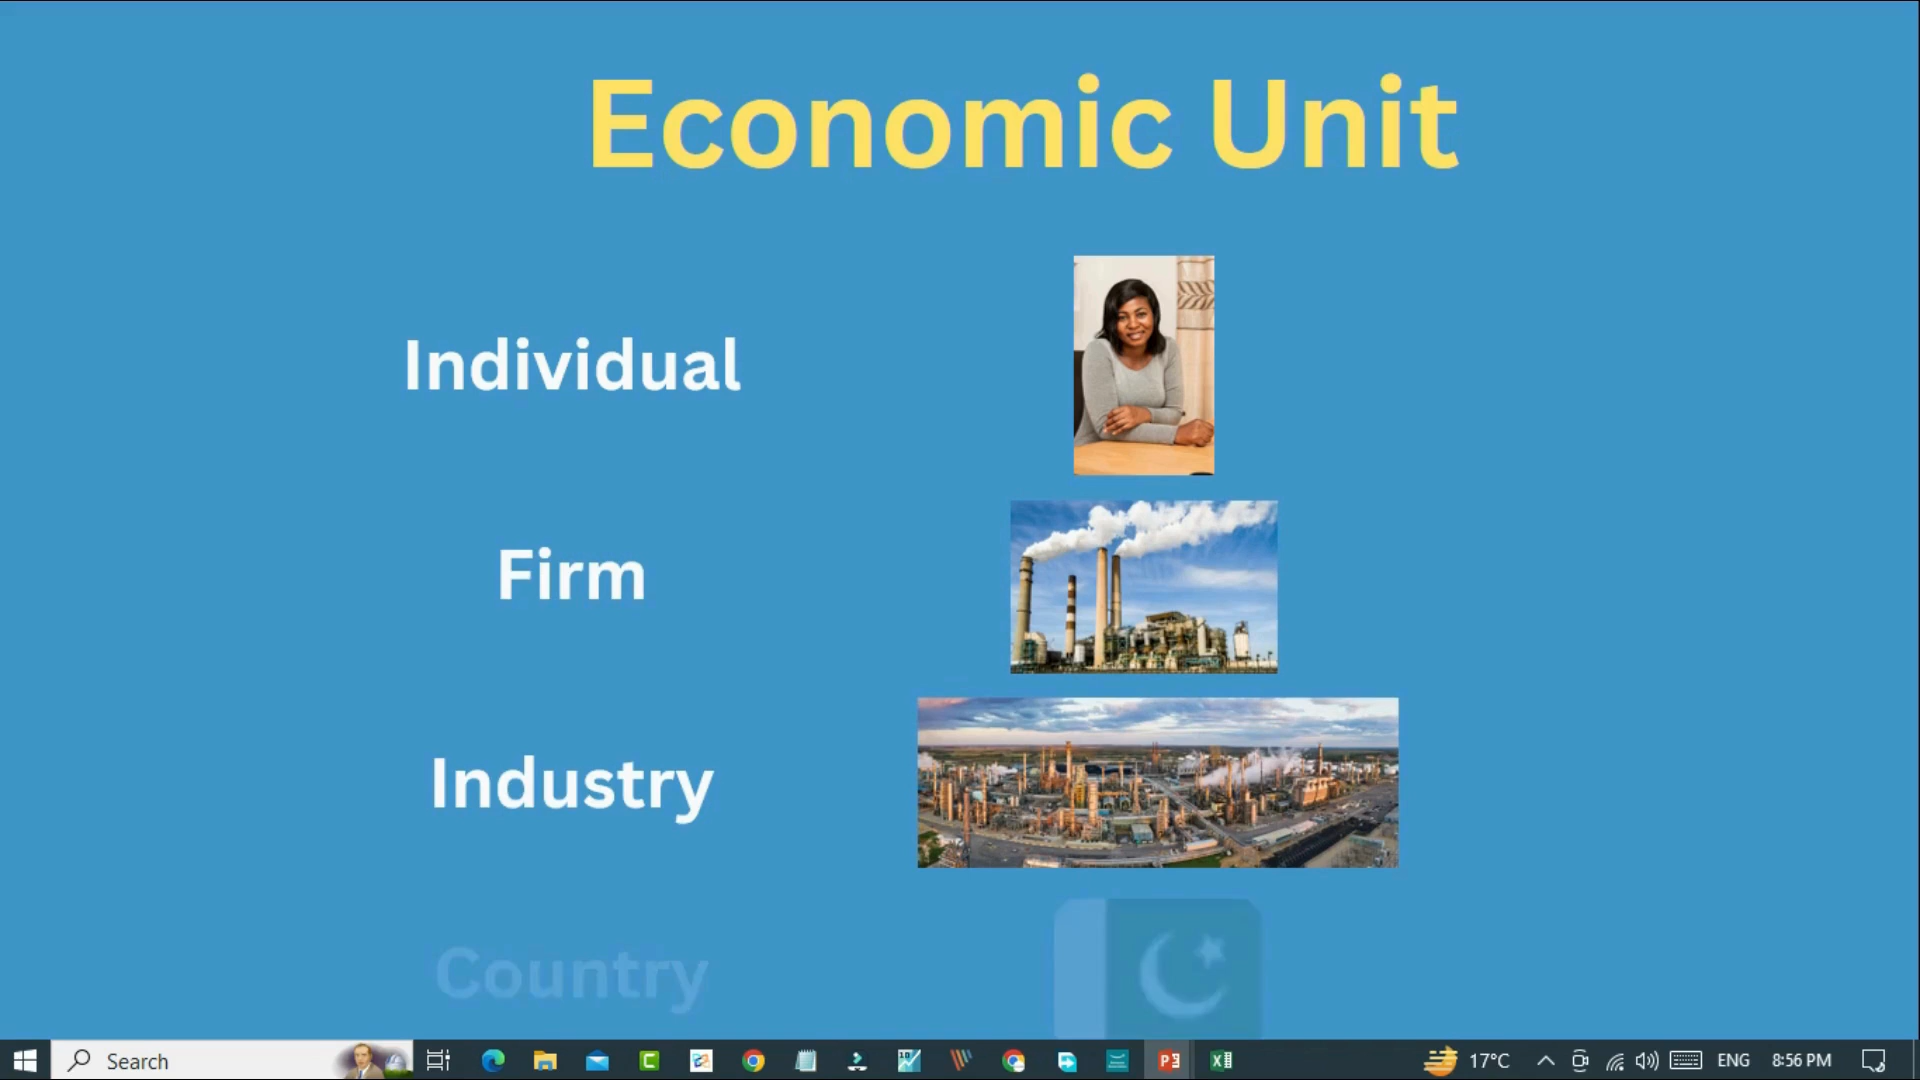 Economic Unit
Individual
Firm
Industry
Country
Search
17°C
ENG
8:56 PM